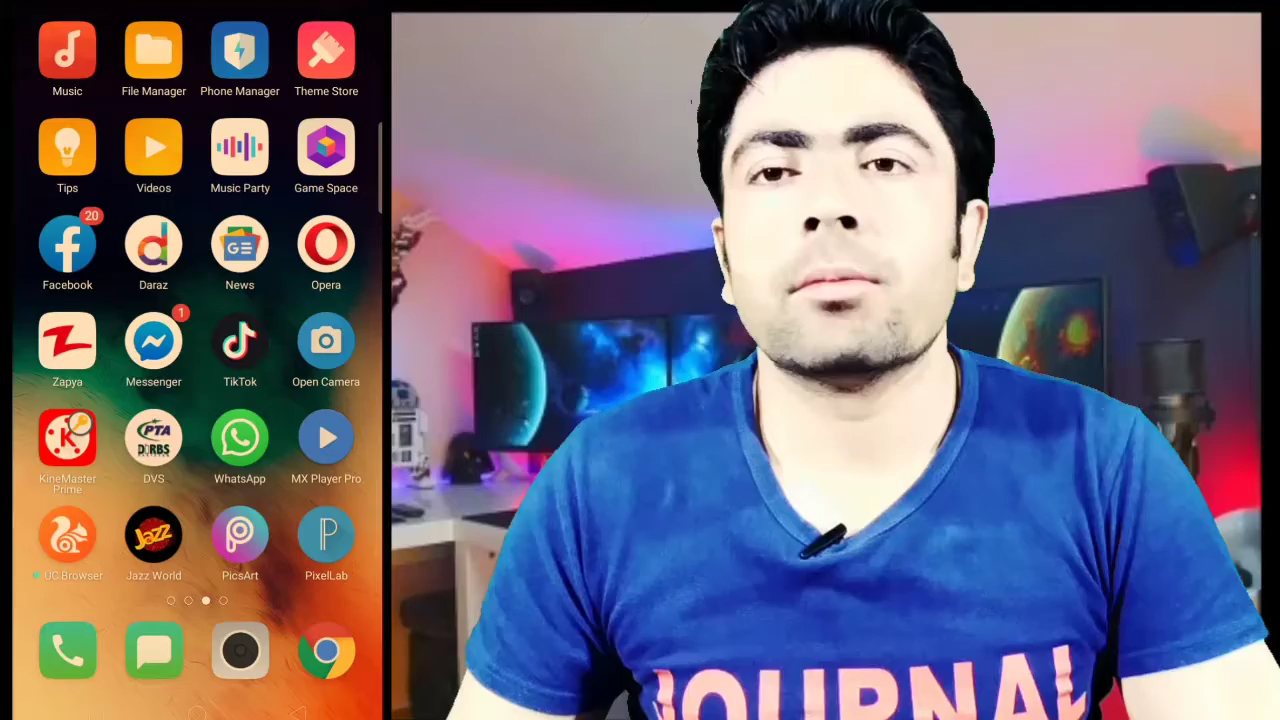 Music
File Manager
Phone Manager
Theme Store
Tips
Videos
Music Party
Game Space
20
Facebook
Daraz
GE
News
Opera
1
Zapya
Messenger
TikTok
Open Camera
K
KineMaster
Prime
PTA
DIRBS
DVS
WhatsApp
MX Player Pro
UC Browser
Jazz
Jazz World
PicsArt
PixelLab
JOURNAL